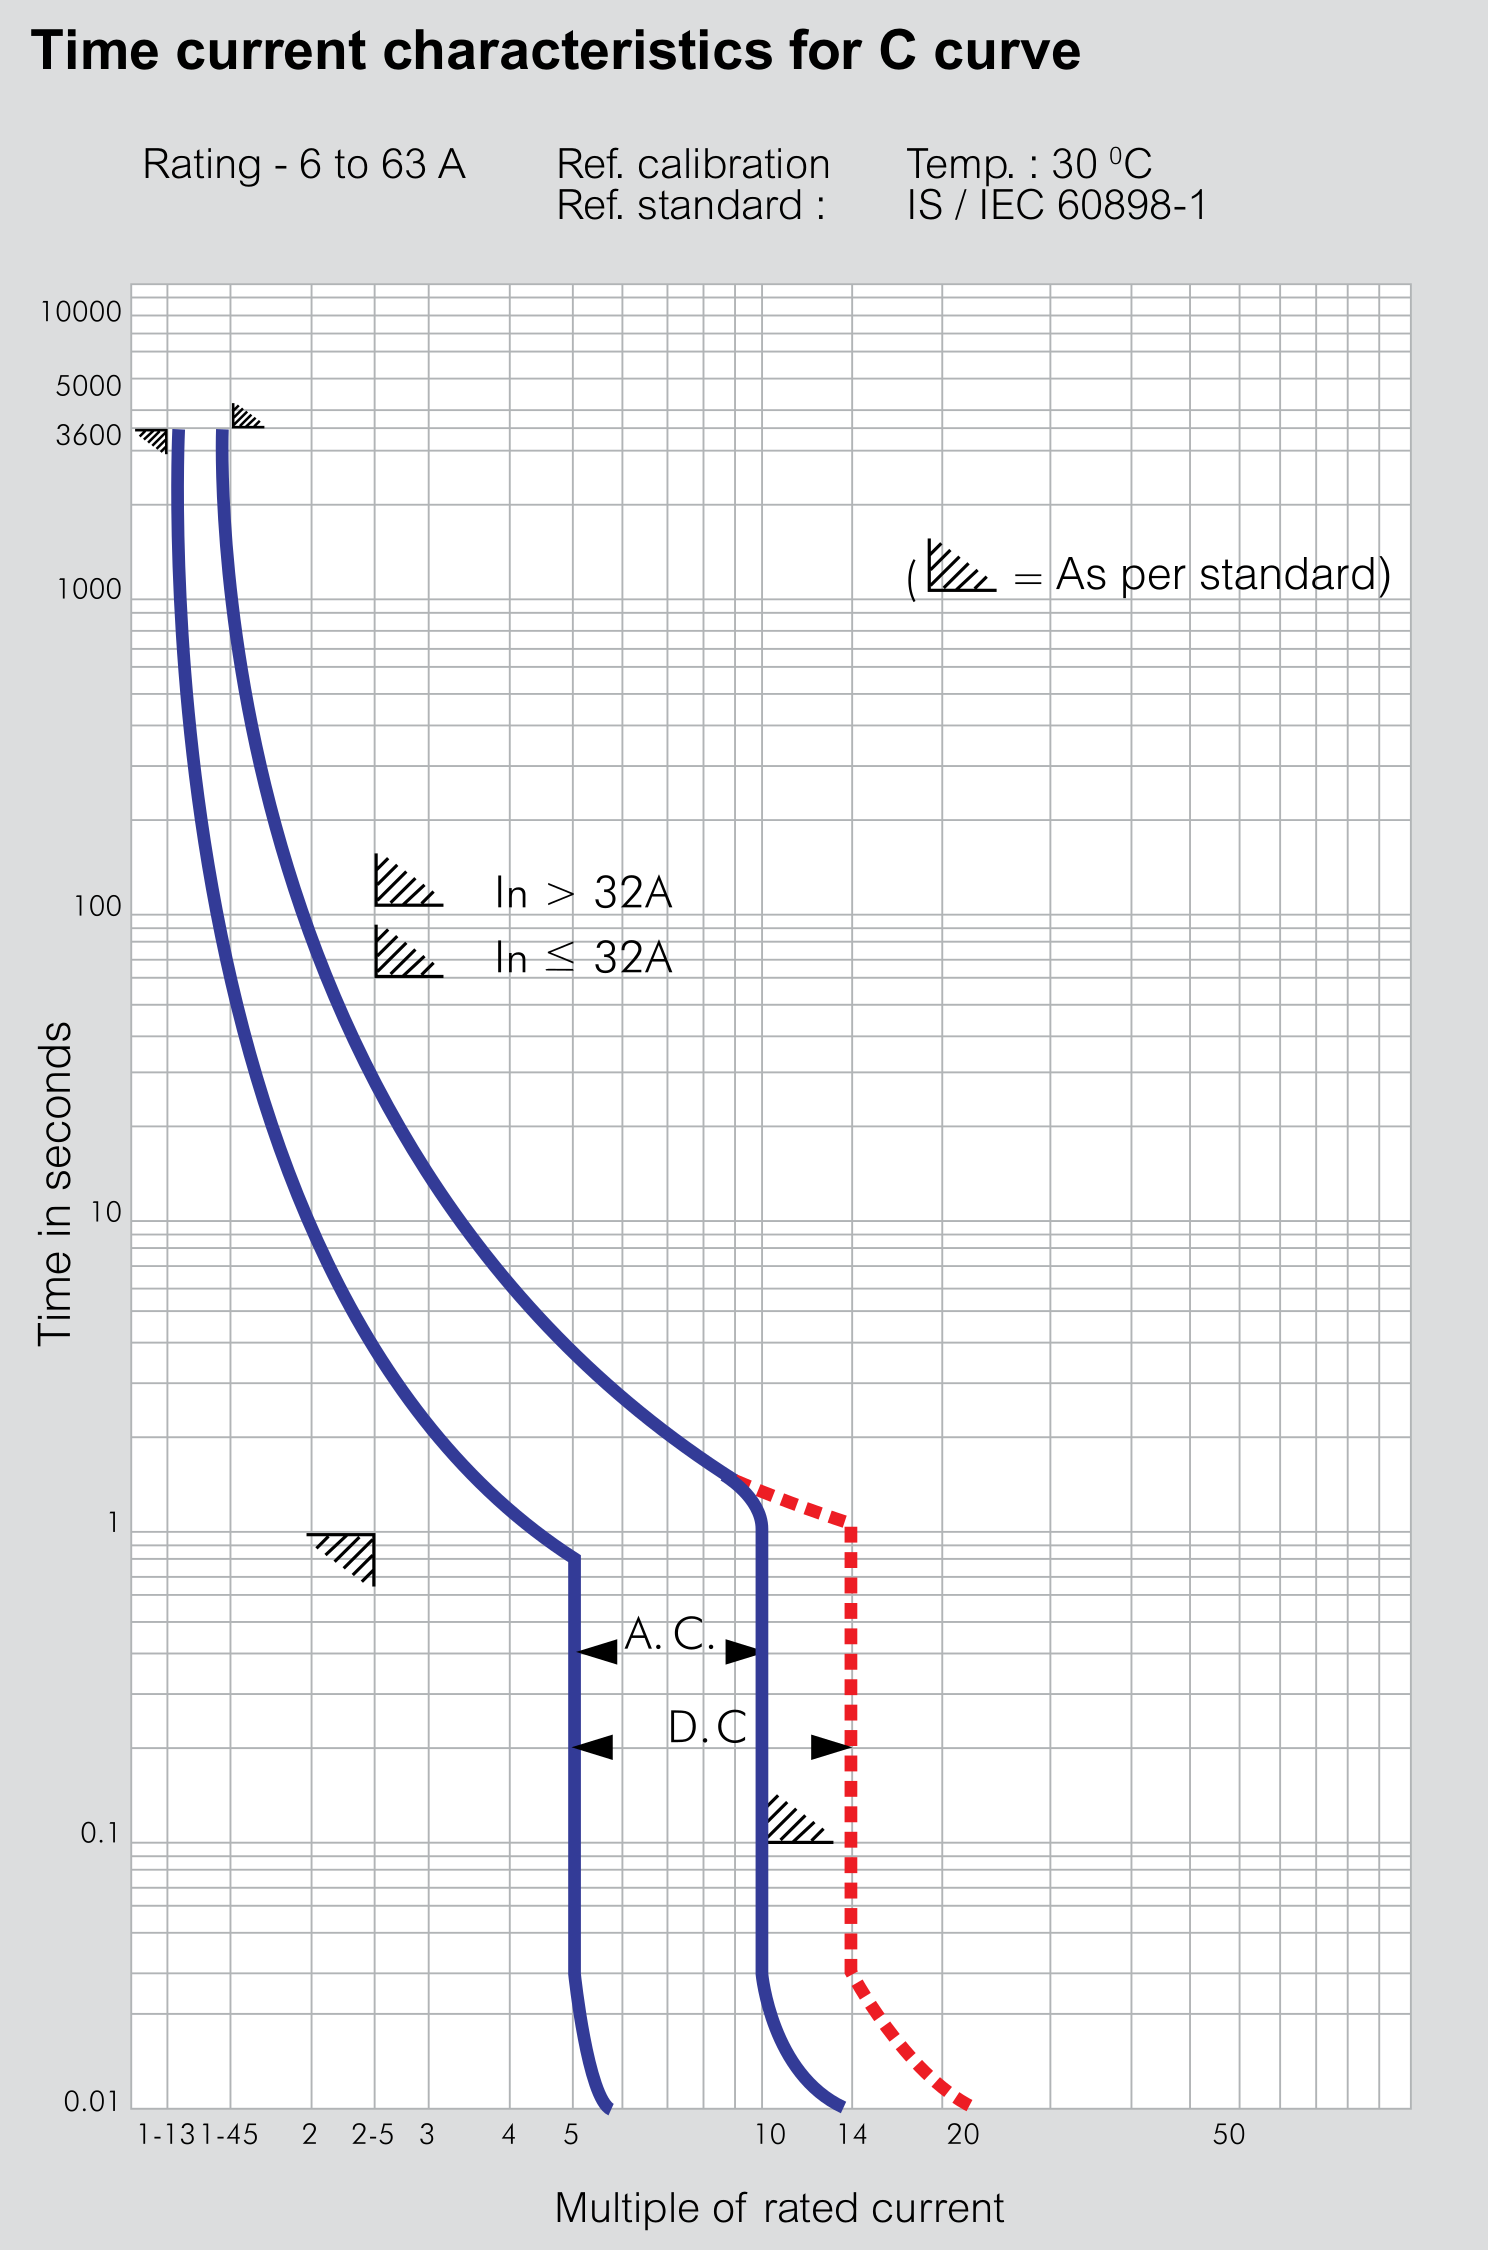 Time current characteristics for C curve
Rating - 6 to 63 A
Ref. calibration Temp. : 30 ⁰C
Ref. standard : IS / IEC 60898-1
10000
5000
3600
1000
100
10
1
0.1
0.01
Time in seconds
( = As per standard)
In > 32A
In ≤ 32A
A. C.
D. C
1-13 1-45 2 2-5 3 4 5 10 14 20 50
Multiple of rated current